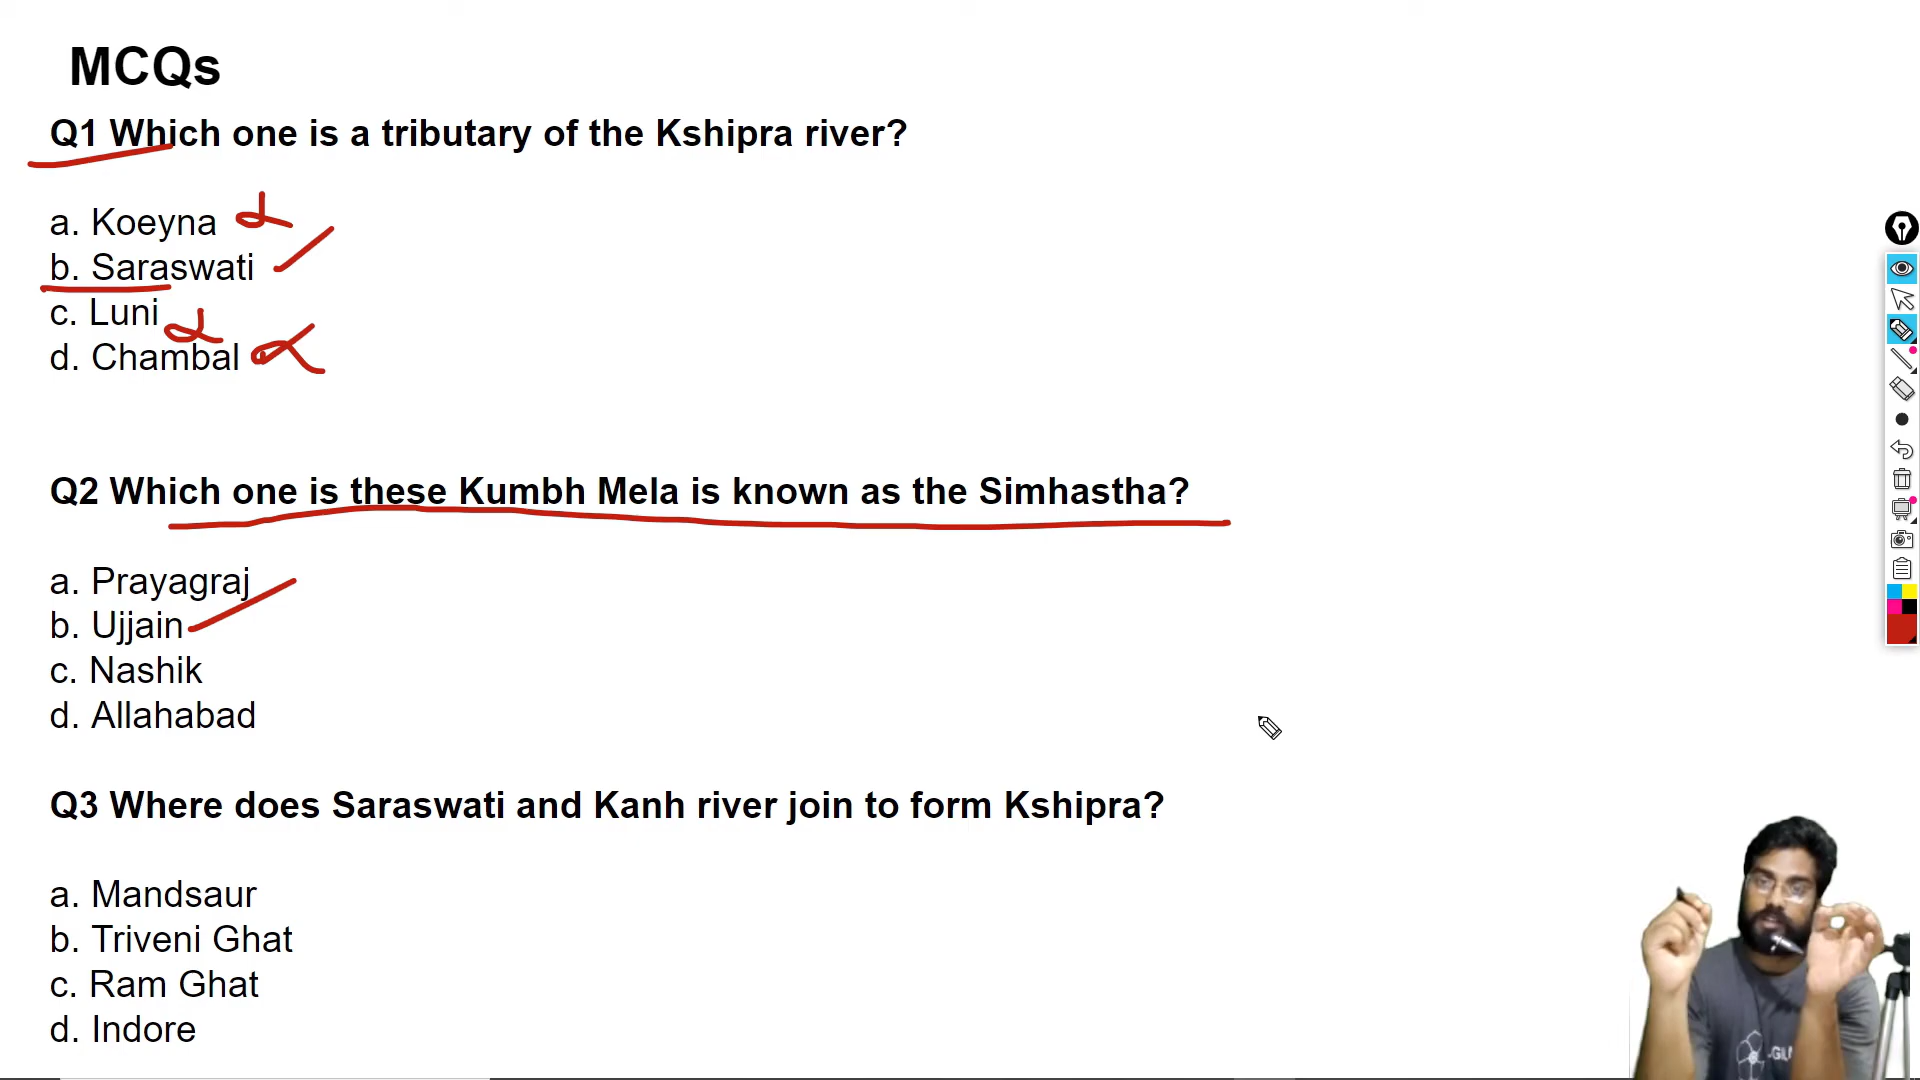 MCQs
Q1 Which one is a tributary of the Kshipra river?
a. Koeyna
b. Saraswati
c. Luni
d. Chambal
Q2 Which one is these Kumbh Mela is known as the Simhastha?
a. Prayagraj
b. Ujjain
c. Nashik
d. Allahabad
Q3 Where does Saraswati and Kanh river join to form Kshipra?
a. Mandsaur
b. Triveni Ghat
c. Ram Ghat
d. Indore